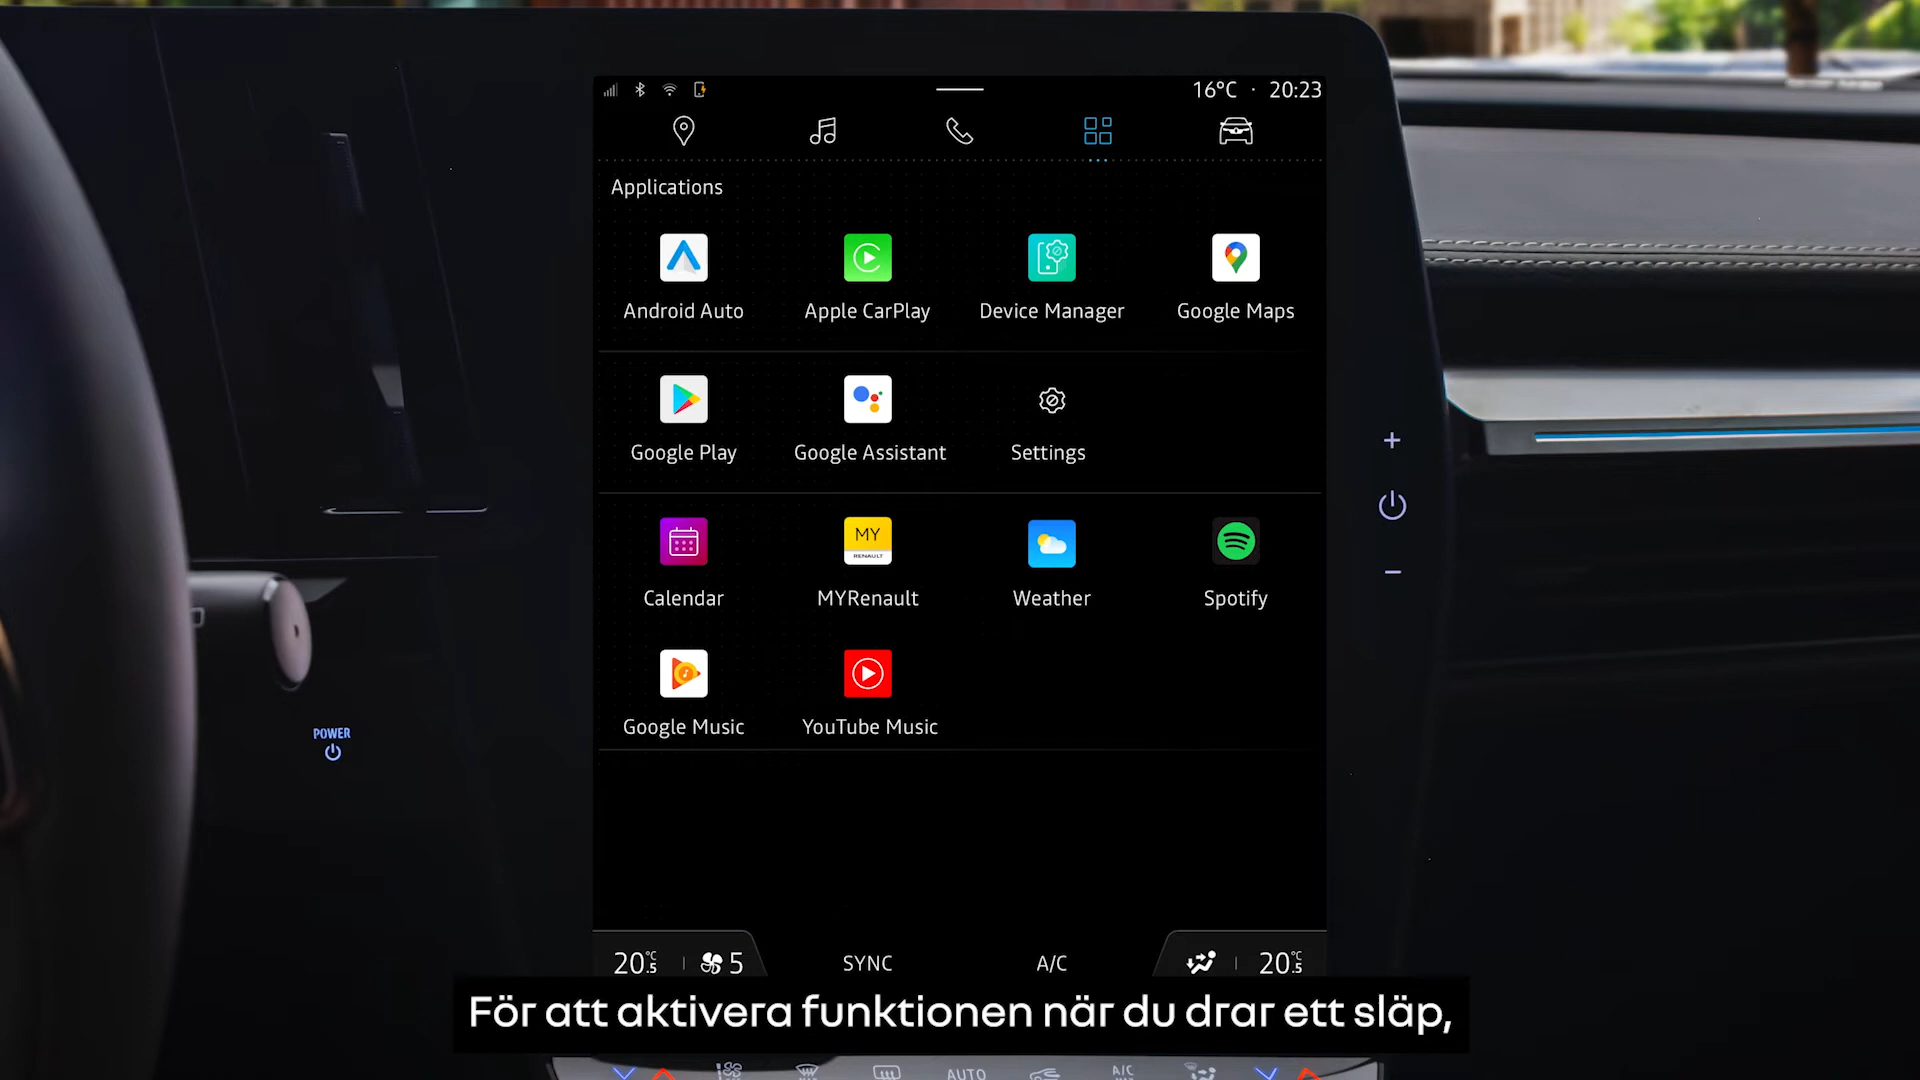 16°C · 20:23
Applications
Android Auto
Apple CarPlay
Device Manager
Google Maps
Google Play
Google Assistant
Settings
MY
RENAULT
Calendar
MYRenault
Weather
Spotify
Google Music
YouTube Music
POWER
20.5°C 5 SYNC A/C 20.5°C
För att aktivera funktionen när du drar ett släp,
AUTO A/C